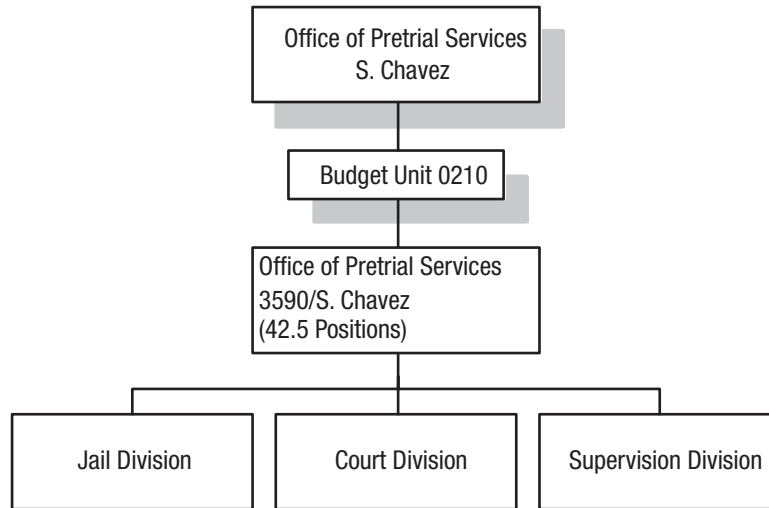 Office of Pretrial Services
S. Chavez
Budget Unit 0210
Office of Pretrial Services
3590/S. Chavez
(42.5 Positions)
Jail Division
Court Division
Supervision Division